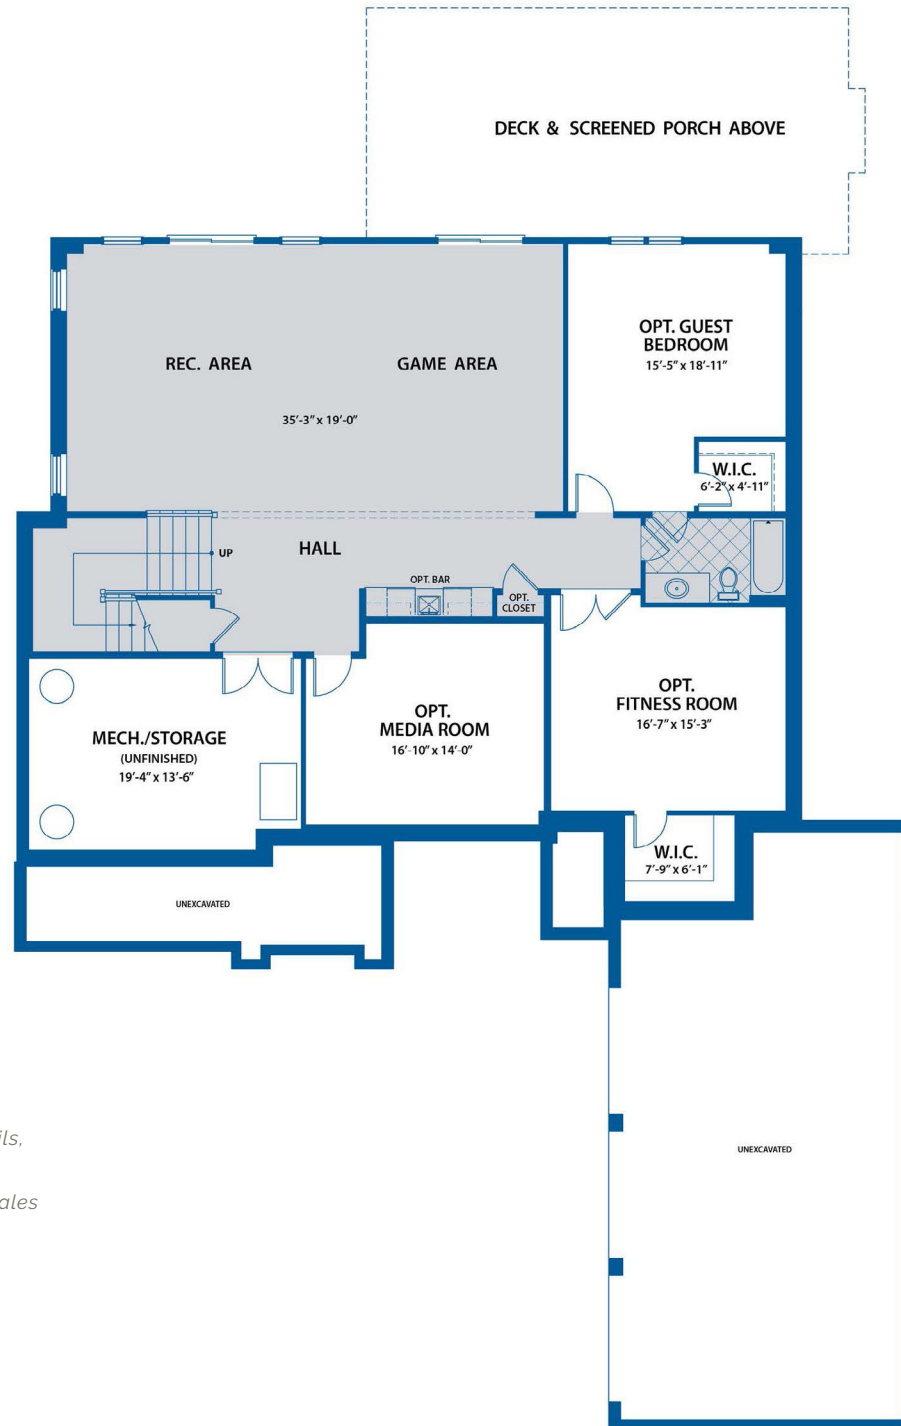 DECK & SCREENED PORCH ABOVE
REC. AREA
GAME AREA
35'-3" x 19'-0"
OPT. GUEST
BEDROOM
15'-5" x 18'-11"
W.I.C.
6'-2" x 4'-11"
UP
HALL
OPT. BAR
OPT.
CLOSET
MECH./STORAGE
(UNFINISHED)
19'-4" x 13'-6"
OPT.
MEDIA ROOM
16'-10" x 14'-0"
OPT.
FITNESS ROOM
16'-7" x 15'-3"
W.I.C.
7'-9" x 6'-1"
UNEXCAVATED
ils,
ales
UNEXCAVATED